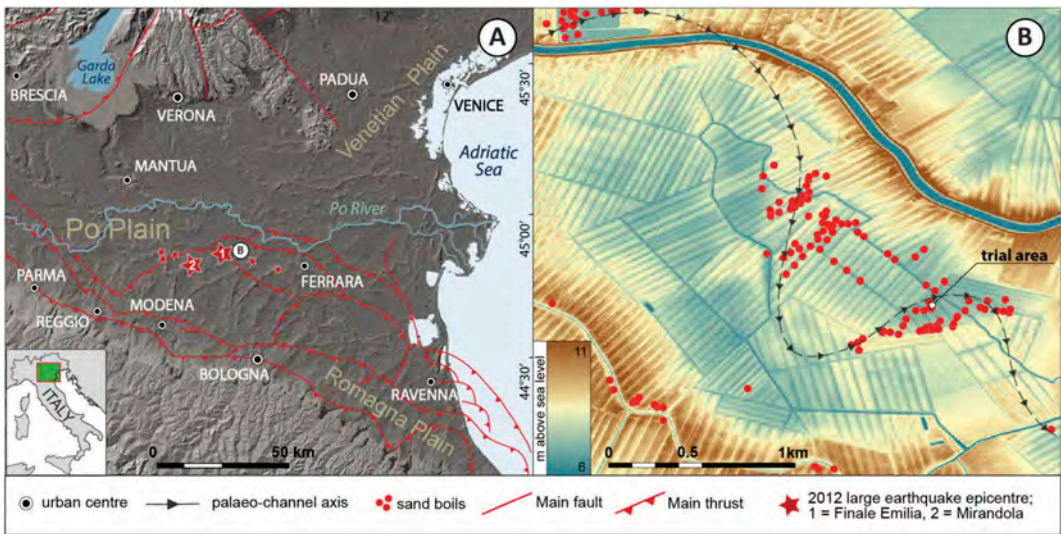 A
12°
Garda
Lake
BRESCIA
VERONA
PADUA
Venetian Plain
VENICE
45°30'
MANTUA
Adriatic
Sea
Po River
Po Plain
45°00'
1
B
2
PARMA
FERRARA
MODENA
REGGIO
BOLOGNA
44°30'
RAVENNA
Romagna Plain
ITALY
0
50 km
B
trial area
11
m above sea level
6
0
0.5
1km
urban centre
palaeo-channel axis
sand boils
Main fault
Main thrust
2012 large earthquake epicentre;
1 = Finale Emilia, 2 = Mirandola